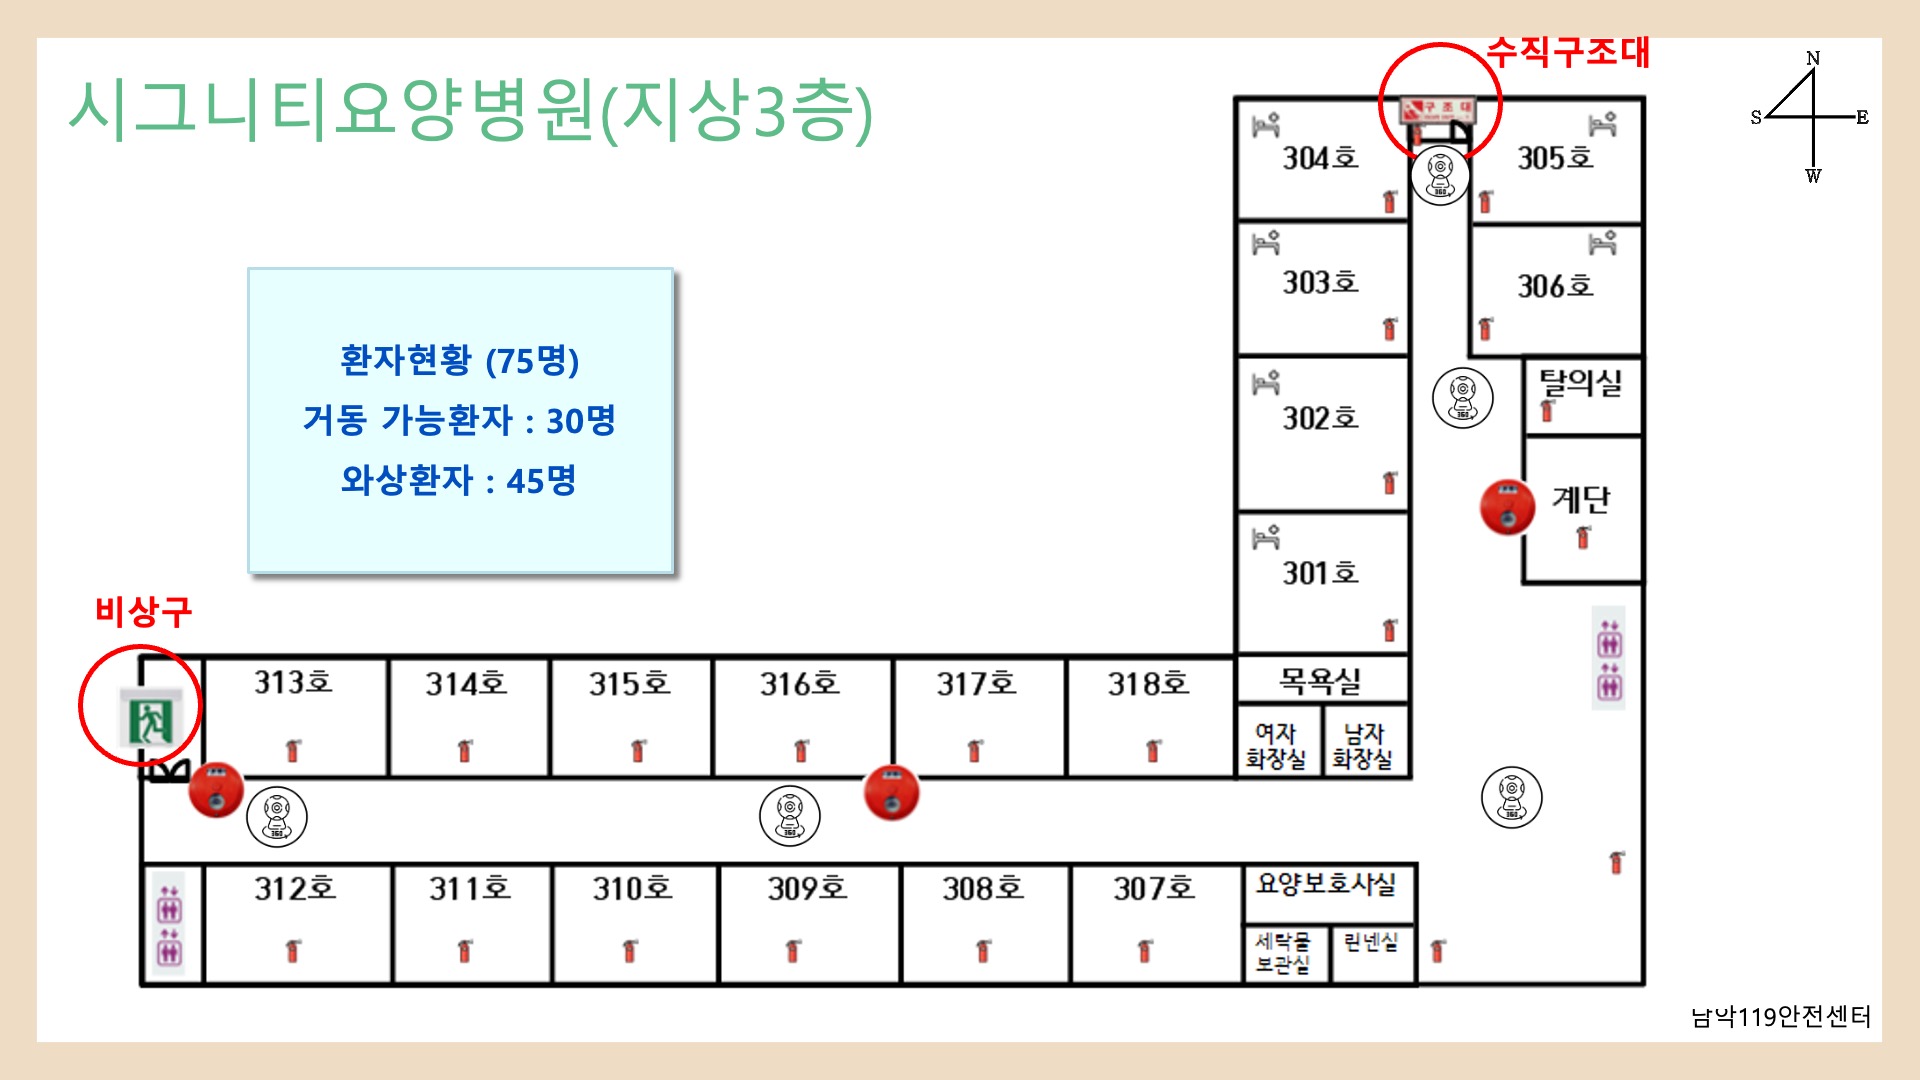 수직구조대
시그니티요양병원(지상3층)
N
S
E
W
구 조 대
304호
305호
303호
306호
환자현황 (75명)
거동 가능환자 : 30명
와상환자 : 45명
302호
탈의실
계단
301호
비상구
313호
314호
315호
316호
317호
318호
목욕실
여자
화장실
남자
화장실
360
360
360
360
360
312호
311호
310호
309호
308호
307호
요양보호사실
세탁물
보관실
린넨실
남악119안전센터